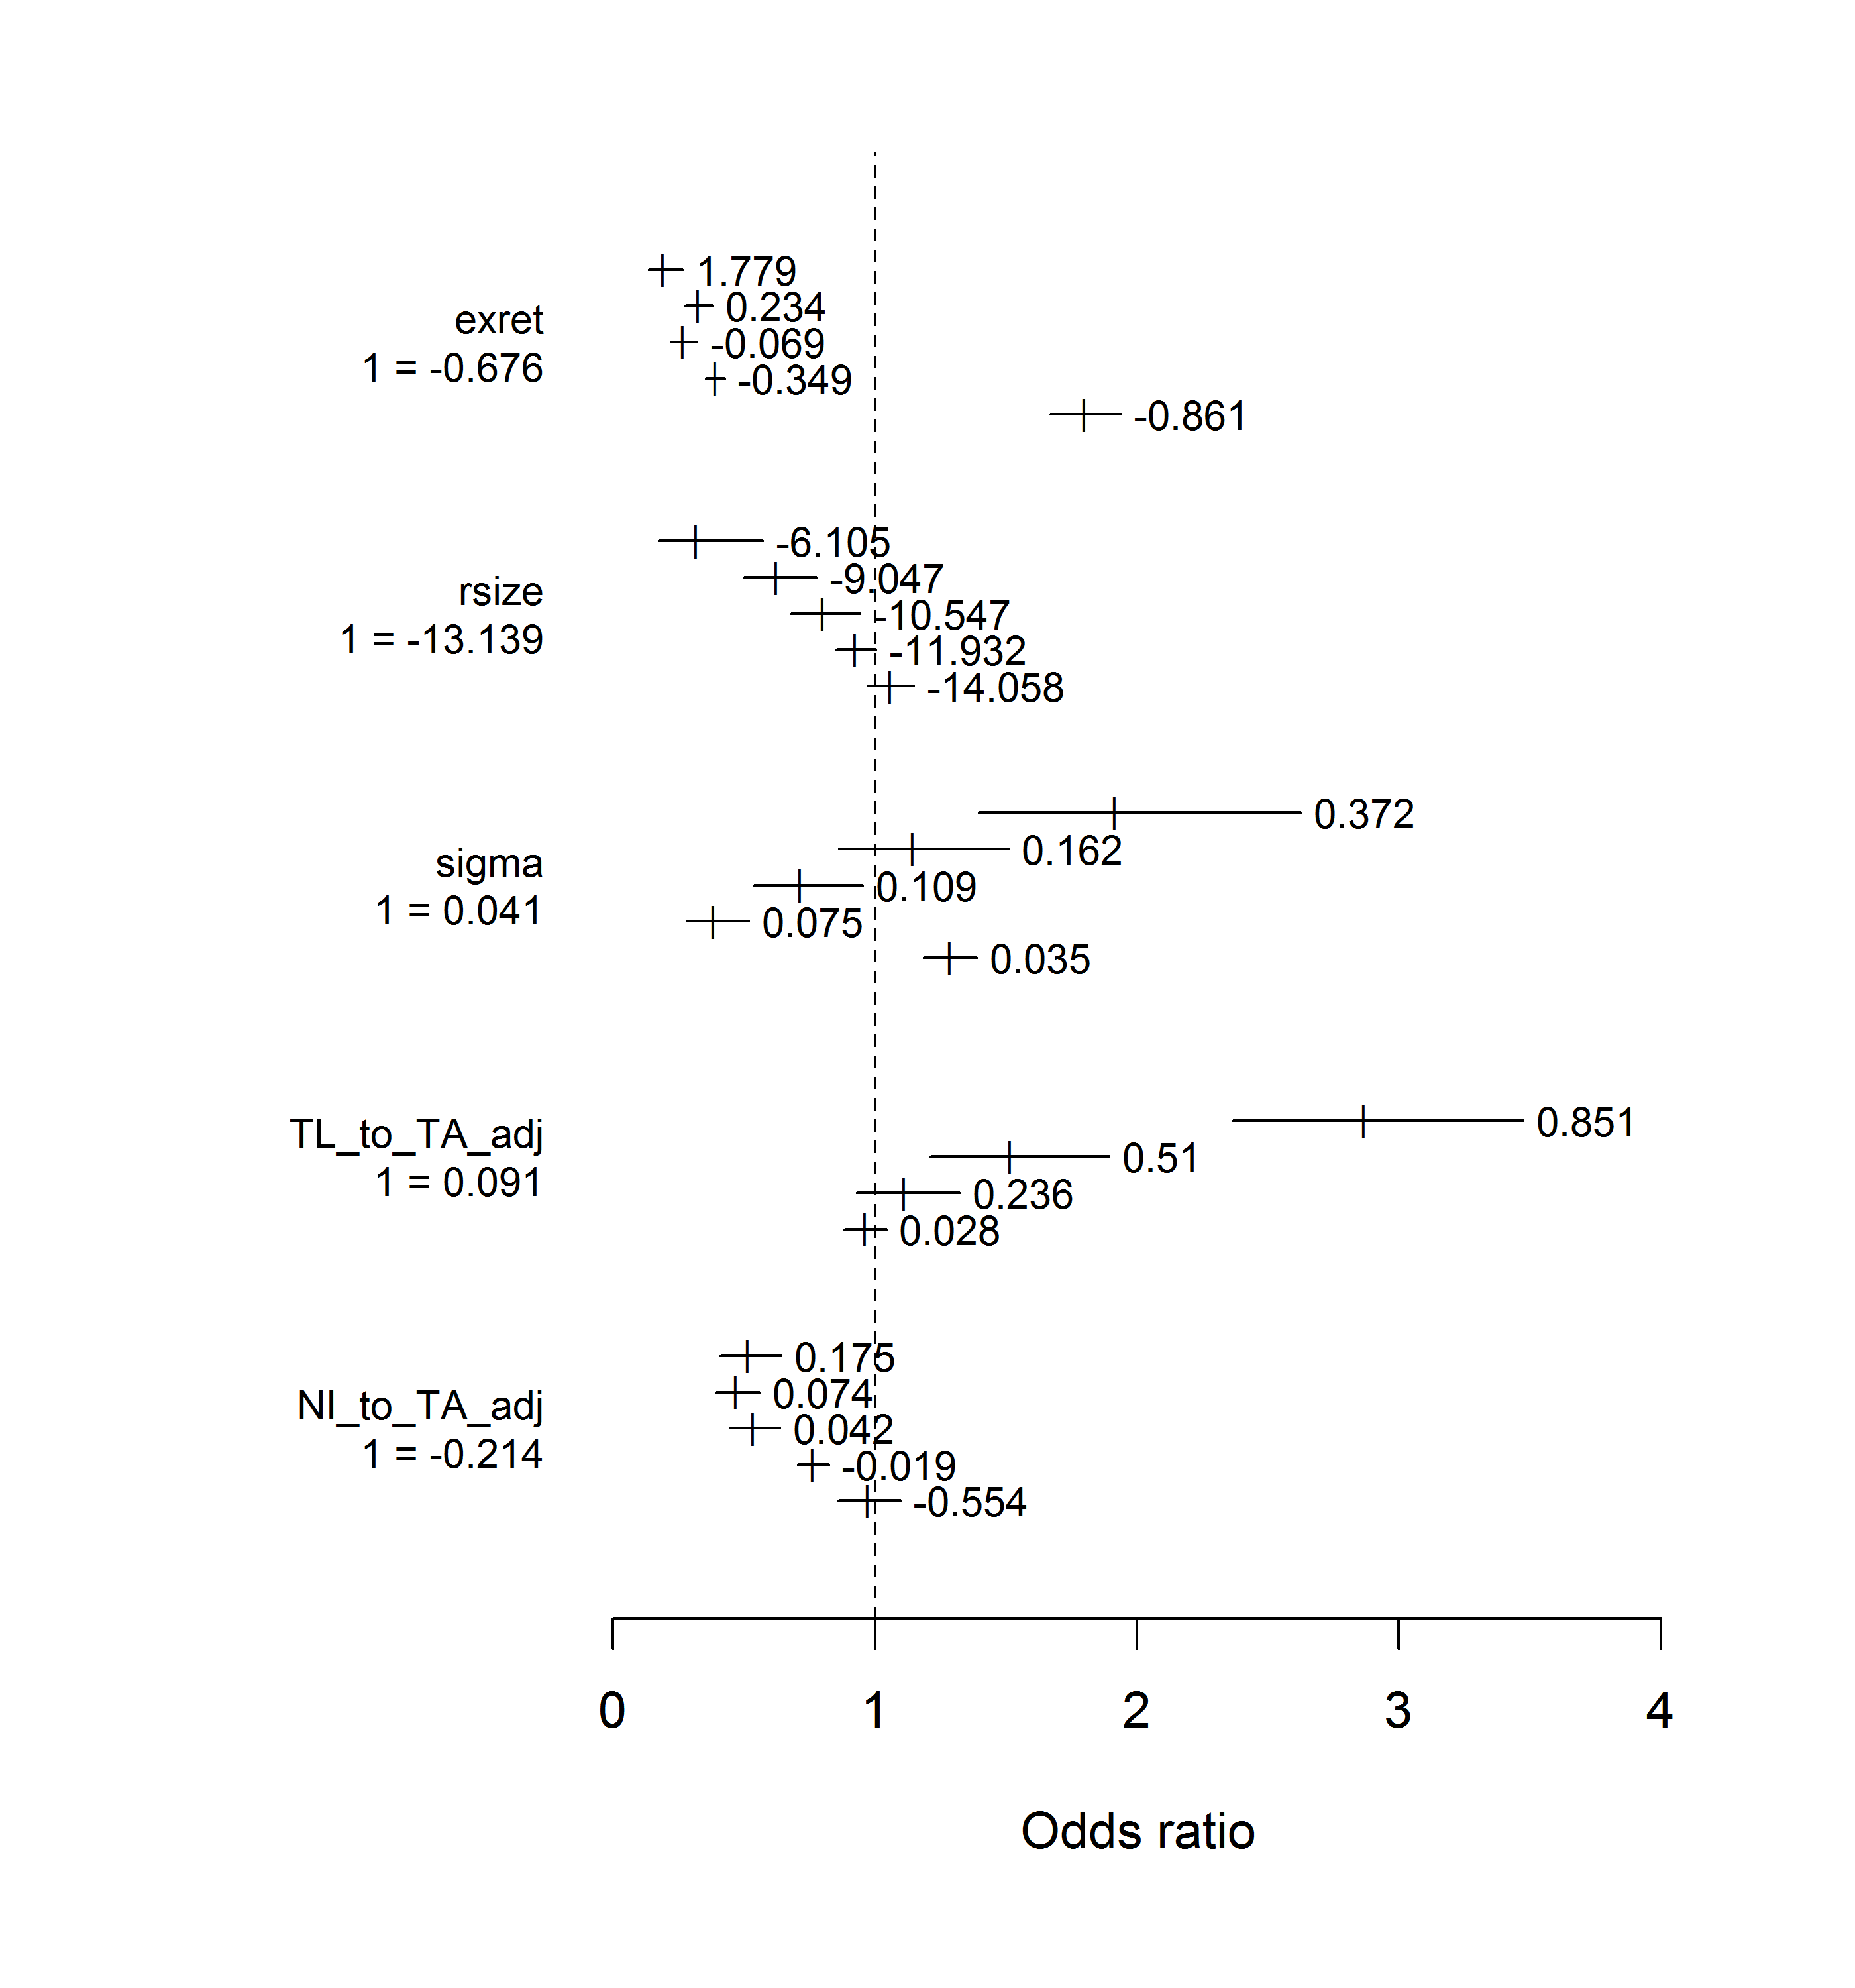 1.779
0.234
exret
-0.069
1 = -0.676
-0.349
-0.861
-6.105
-9.047
rsize
-10.547
1 = -13.139
-11.932
-14.058
0.372
0.162
sigma
0.109
1 = 0.041
0.075
0.035
0.851
TL_to_TA_adj
0.51
1 = 0.091
0.236
0.028
0.175
0.074
NI_to_TA_adj
0.042
1 = -0.214
-0.019
-0.554
0 1 2 3 4
Odds ratio